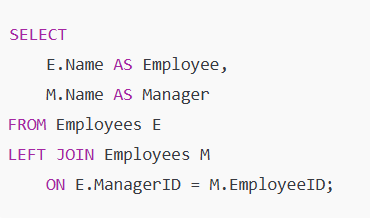 SELECT
    E.Name AS Employee,
    M.Name AS Manager
FROM Employees E
LEFT JOIN Employees M
    ON E.ManagerID = M.EmployeeID;